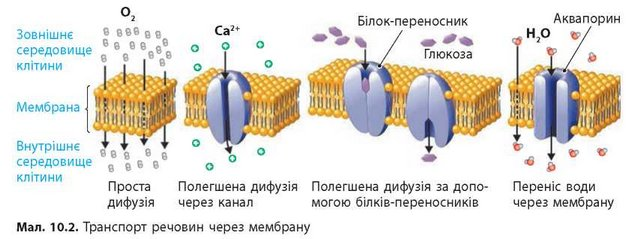 O₂
Зовнішнє
середовище
клітини
Мембрана
Внутрішнє
середовище
клітини
Ca²⁺
Білок-переносник
Глюкоза
Аквапорин
H₂O
Проста
дифузія
Полегшена дифузія
через канал
Полегшена дифузія за допо-
могою білків-переносників
Переніс води
через мембрану
Мал. 10.2. Транспорт речовин через мембрану